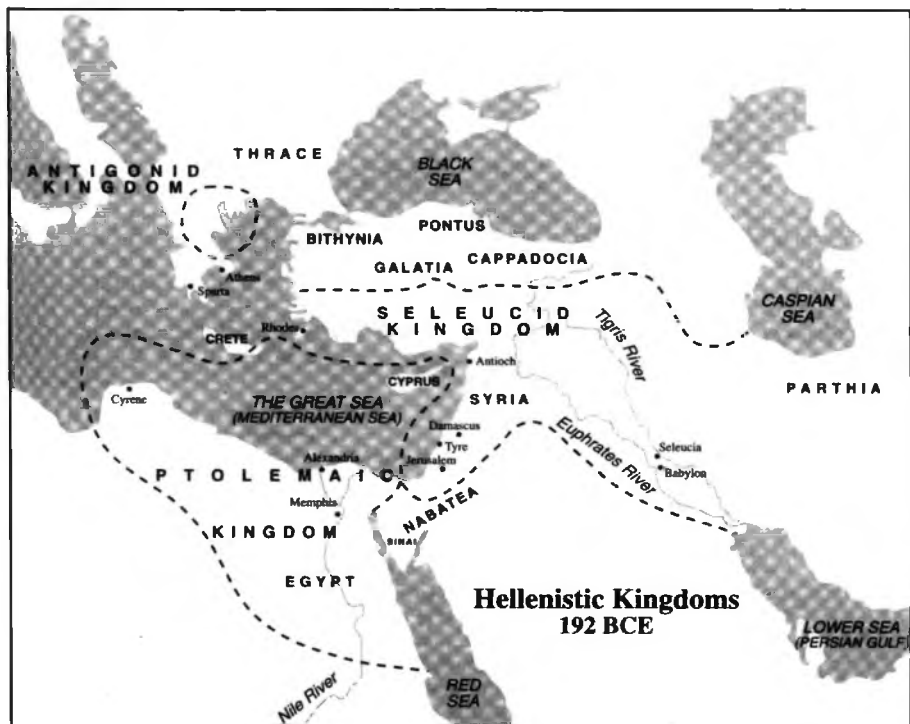 THRACE
BLACK
SEA
ANTIGONID
KINGDOM
BITHYNIA
PONTUS
GALATIA
CAPPADOCIA
Athens
Sparta
SELEUCID
KINGDOM
CASPIAN
SEA
Tigris River
Rhodes
CRETE
Antioch
CYPRUS
SYRIA
PARTHIA
Cyrene
THE GREAT SEA
(MEDITERRANEAN SEA)
Damascus
Tyre
Jerusalem
Euphrates River
Seleucia
Babylon
Alexandria
PTOLEMAIC
KINGDOM
Memphis
NABATEA
SINAI
EGYPT
Hellenistic Kingdoms
192 BCE
LOWER SEA
(PERSIAN GULF)
RED
SEA
Nile River